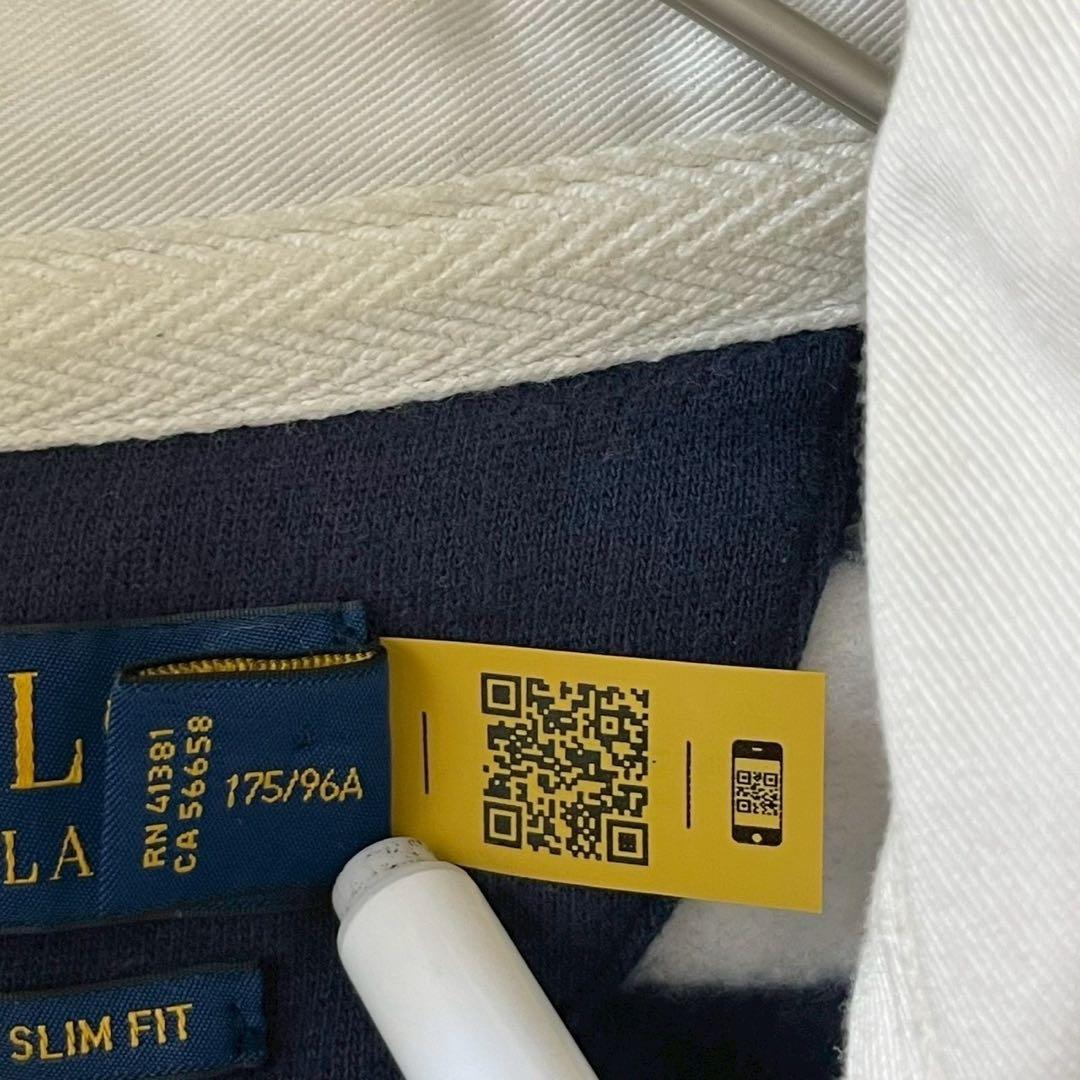 L
LA
RN 41381
CA 56658
175/96A
SLIM FIT